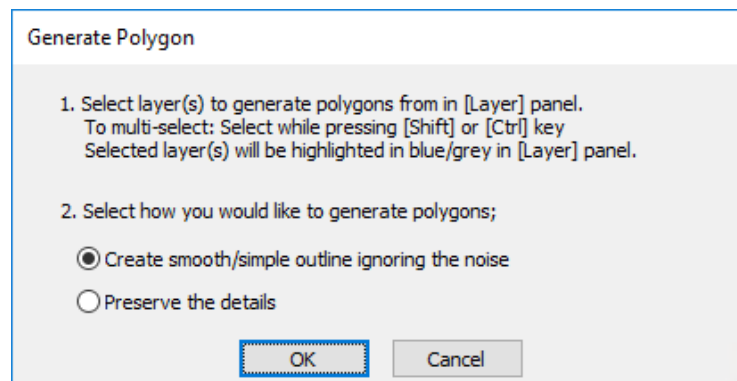 Generate Polygon
1. Select layer(s) to generate polygons from in [Layer] panel.
To multi-select: Select while pressing [Shift] or [Ctrl] key
Selected layer(s) will be highlighted in blue/grey in [Layer] panel.
2. Select how you would like to generate polygons;
Create smooth/simple outline ignoring the noise
Preserve the details
OK Cancel